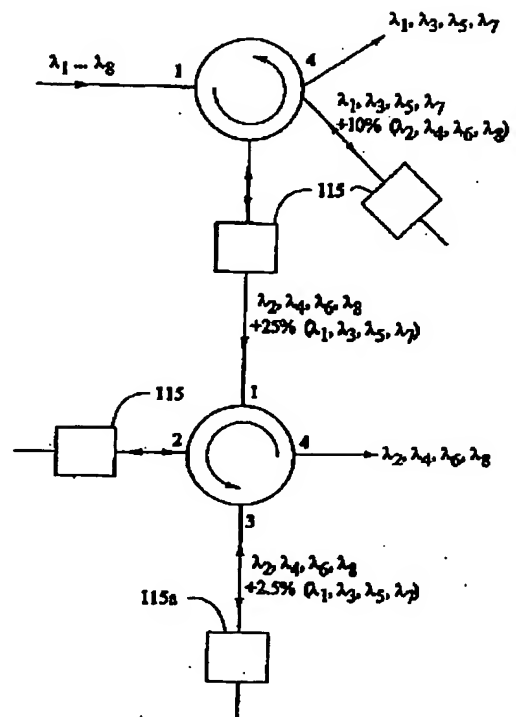 λ1, λ3, λ5, λ7
λ1 ... λ8
1
4
λ1, λ3, λ5, λ7
+10% (λ2, λ4, λ6, λ8)
115
λ2, λ4, λ6, λ8
+25% (λ1, λ3, λ5, λ7)
115
1
2
4
λ2, λ4, λ6, λ8
3
λ2, λ4, λ6, λ8
+2.5% (λ1, λ3, λ5, λ7)
115a